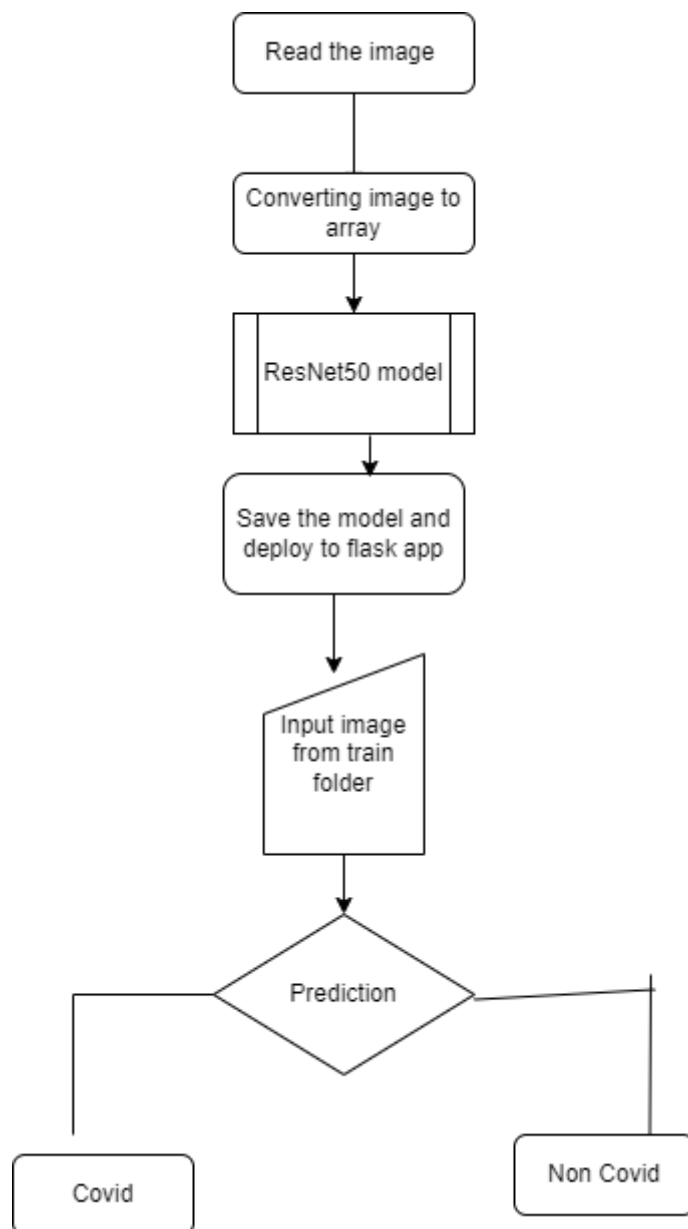 Read the image
Converting image to
array
ResNet50 model
Save the model and
deploy to flask app
Input image
from train
folder
Prediction
Covid
Non Covid